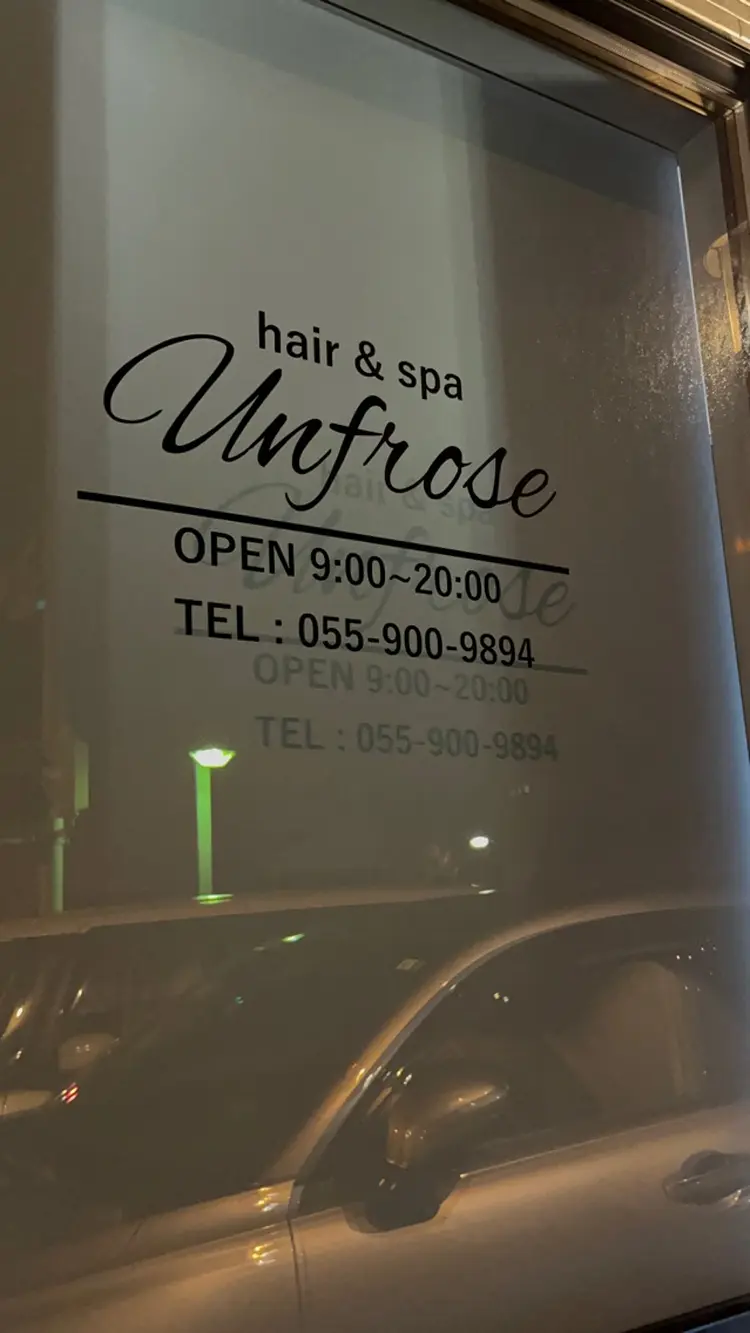 hair & spa
Unfrose
OPEN 9:00~20:00
TEL : 055-900-9894